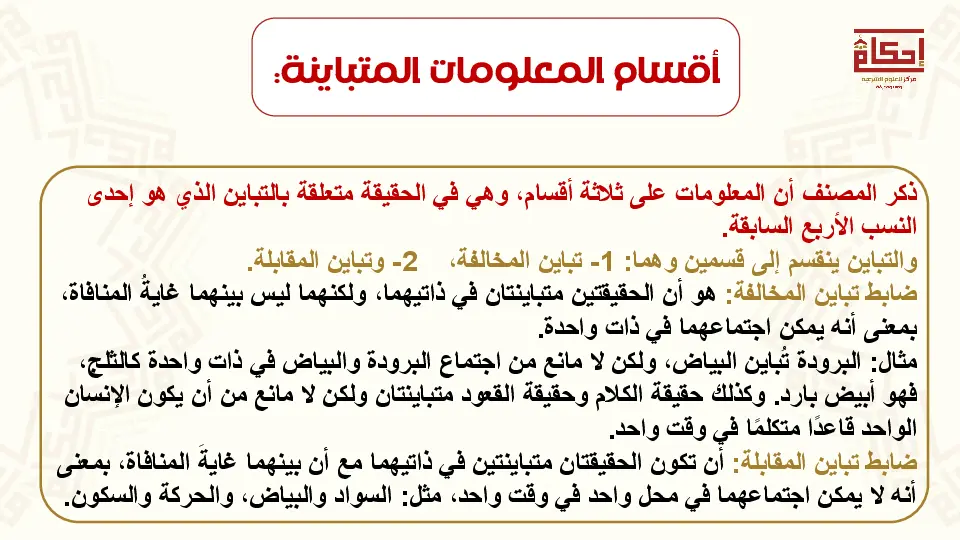 إحكام
مركز للعلوم الشرعية
أقسام المعلومات المتباينة:
ذكر المصنف أن المعلومات على ثلاثة أقسام، وهي في الحقيقة متعلقة بالتباين الذي هو إحدى
النسب الأربع السابقة.
والتباين ينقسم إلى قسمين وهما: 1- تباين المخالفة، 2- وتباين المقابلة.
ضابط تباين المخالفة: هو أن الحقيقتين متباينتان في ذاتيهما، ولكنهما ليس بينهما غايةُ المنافاة،
بمعنى أنه يمكن اجتماعهما في ذات واحدة.
مثال: البرودة تُباين البياض، ولكن لا مانع من اجتماع البرودة والبياض في ذات واحدة كالثلج،
فهو أبيض بارد. وكذلك حقيقة الكلام وحقيقة القعود متباينتان ولكن لا مانع من أن يكون الإنسان
الواحد قاعدًا متكلمًا في وقت واحد.
ضابط تباين المقابلة: أن تكون الحقيقتان متباينتين في ذاتيهما مع أن بينهما غايةَ المنافاة، بمعنى
أنه لا يمكن اجتماعهما في محل واحد في وقت واحد، مثل: السواد والبياض، والحركة والسكون.